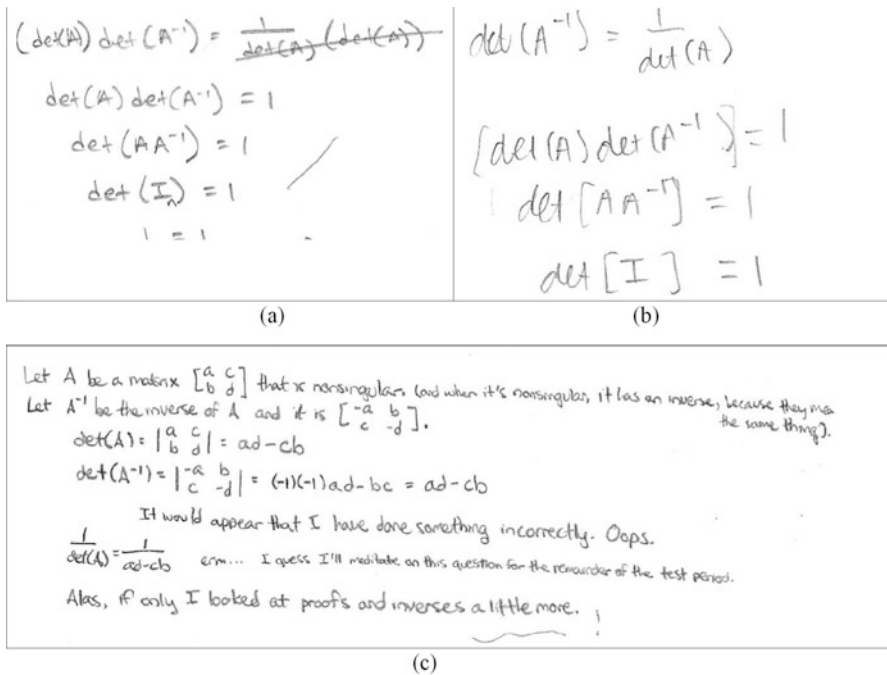 (det(A)) det(A⁻¹) = 1/det(A) (det(A))
det(A) det(A⁻¹) = 1
det(AA⁻¹) = 1
det(Iₙ) = 1
1 = 1
(a)
det(A⁻¹) = 1/det(A)
[det(A) det(A⁻¹)] = 1
det[AA⁻¹] = 1
det[I] = 1
(b)
Let A be a matrix [a c; b d] that is nonsingular. (and when it's nonsingular, it has an inverse, because they mean
the same thing).
Let A⁻¹ be the inverse of A and it is [-a b; c -d].
det(A) = |a c; b d| = ad-cb
det(A⁻¹) = |-a b; c -d| = (-1)(-1)ad-bc = ad-cb
It would appear that I have done something incorrectly. Oops.
1/det(A) = 1/ad-cb erm... I guess I'll meditate on this question for the remainder of the test period.
Alas, if only I looked at proofs and inverses a little more. !
(c)